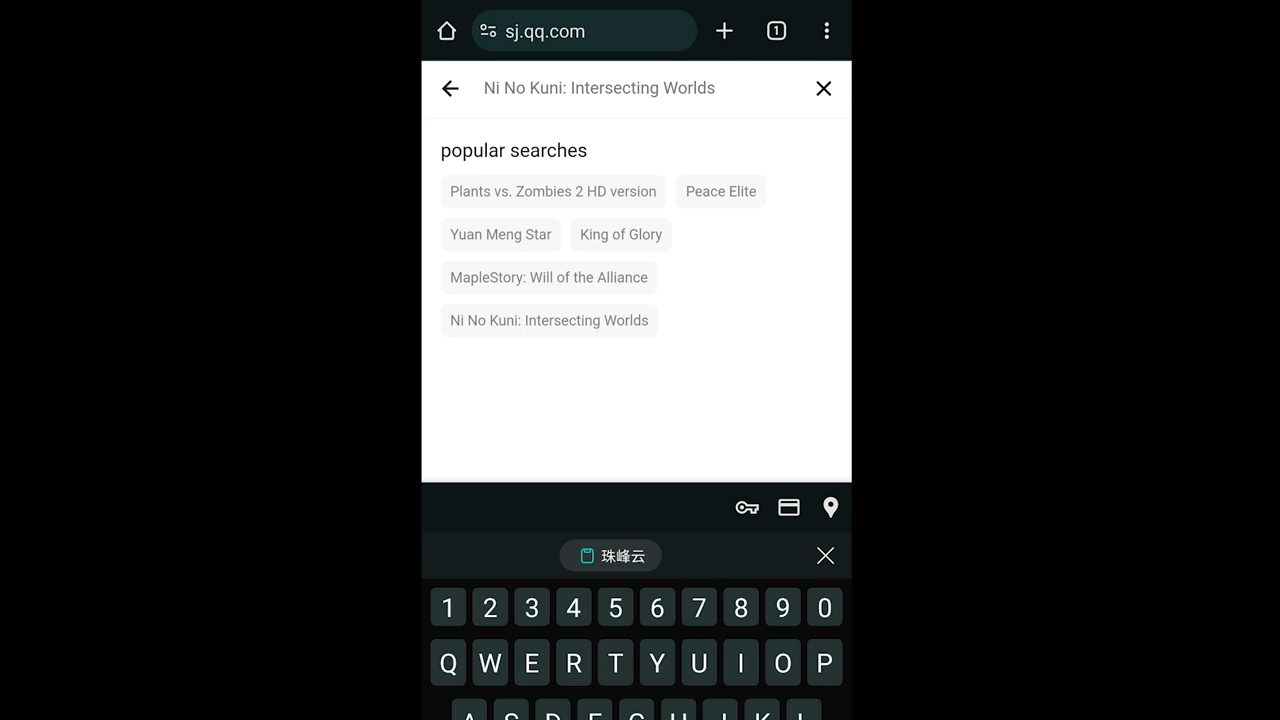 sj.qq.com
1
Ni No Kuni: Intersecting Worlds
popular searches
Plants vs. Zombies 2 HD version
Peace Elite
Yuan Meng Star
King of Glory
MapleStory: Will of the Alliance
Ni No Kuni: Intersecting Worlds
珠峰云
1 2 3 4 5 6 7 8 9 0
Q W E R T Y U I O P